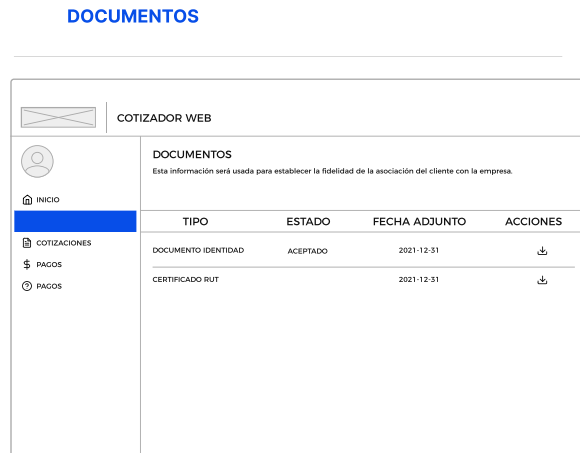 DOCUMENTOS
COTIZADOR WEB
DOCUMENTOS
Esta información será usada para establecer la fidelidad de la asociación del cliente con la empresa.
INICIO
COTIZACIONES
PAGOS
PAGOS
TIPO ESTADO FECHA ADJUNTO ACCIONES
DOCUMENTO IDENTIDAD ACEPTADO 2021-12-31
CERTIFICADO RUT 2021-12-31